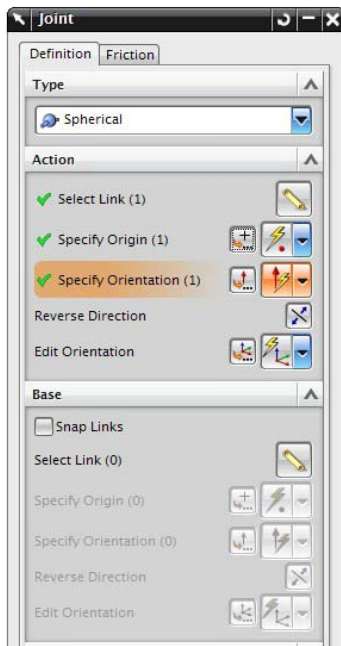 Joint
Definition Friction
Type
Spherical
Action
Select Link (1)
Specify Origin (1)
Specify Orientation (1)
Reverse Direction
Edit Orientation
Base
Snap Links
Select Link (0)
Specify Origin (0)
Specify Orientation (0)
Reverse Direction
Edit Orientation